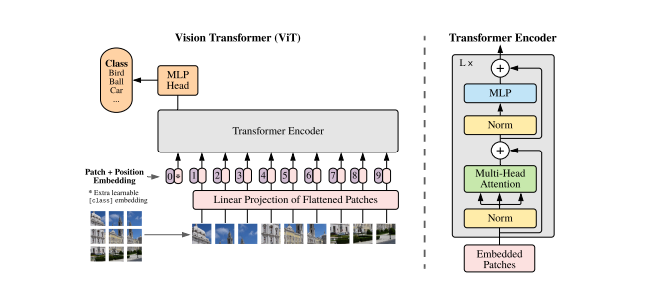 Vision Transformer (ViT)
Class
Bird
Ball
Car
...
MLP
Head
Transformer Encoder
Patch + Position
Embedding
* Extra learnable
[class] embedding
0 * 1 2 3 4 5 6 7 8 9
Linear Projection of Flattened Patches
Transformer Encoder
L ×
+
MLP
Norm
+
Multi-Head
Attention
Norm
Embedded
Patches